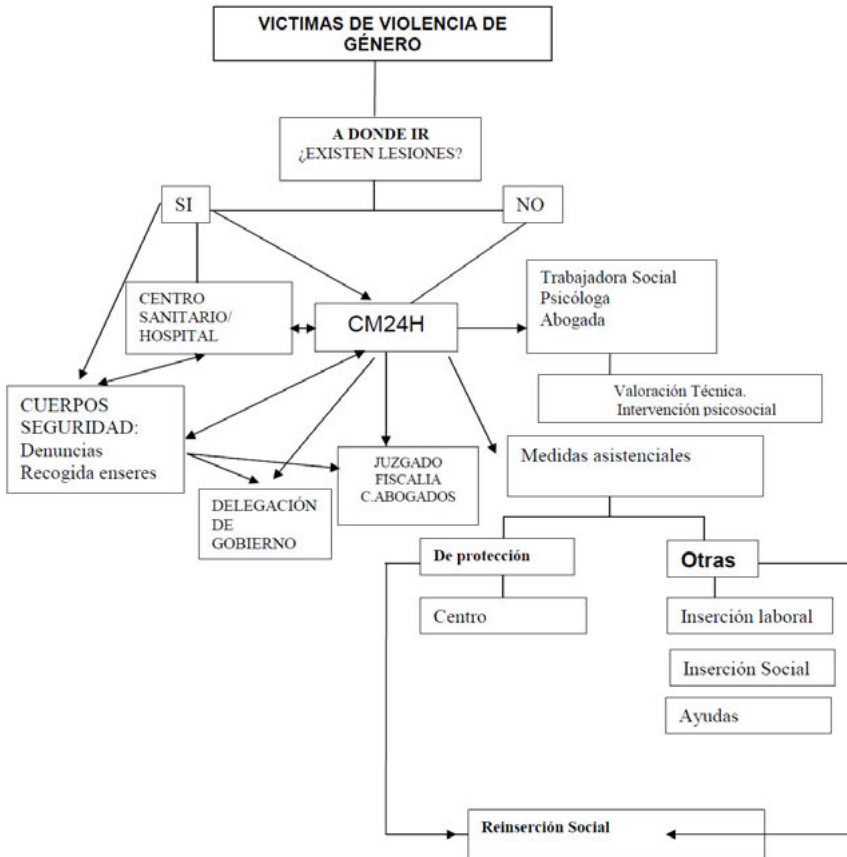 VICTIMAS DE VIOLENCIA DE
GÉNERO
A DONDE IR
¿EXISTEN LESIONES?
SI
NO
CENTRO
SANITARIO/
HOSPITAL
CM24H
Trabajadora Social
Psicóloga
Abogada
Valoración Técnica.
Intervención psicosocial
CUERPOS
SEGURIDAD:
Denuncias
Recogida enseres
DELEGACIÓN
DE
GOBIERNO
JUZGADO
FISCALIA
C.ABOGADOS
Medidas asistenciales
De protección
Otras
Centro
Inserción laboral
Inserción Social
Ayudas
Reinserción Social